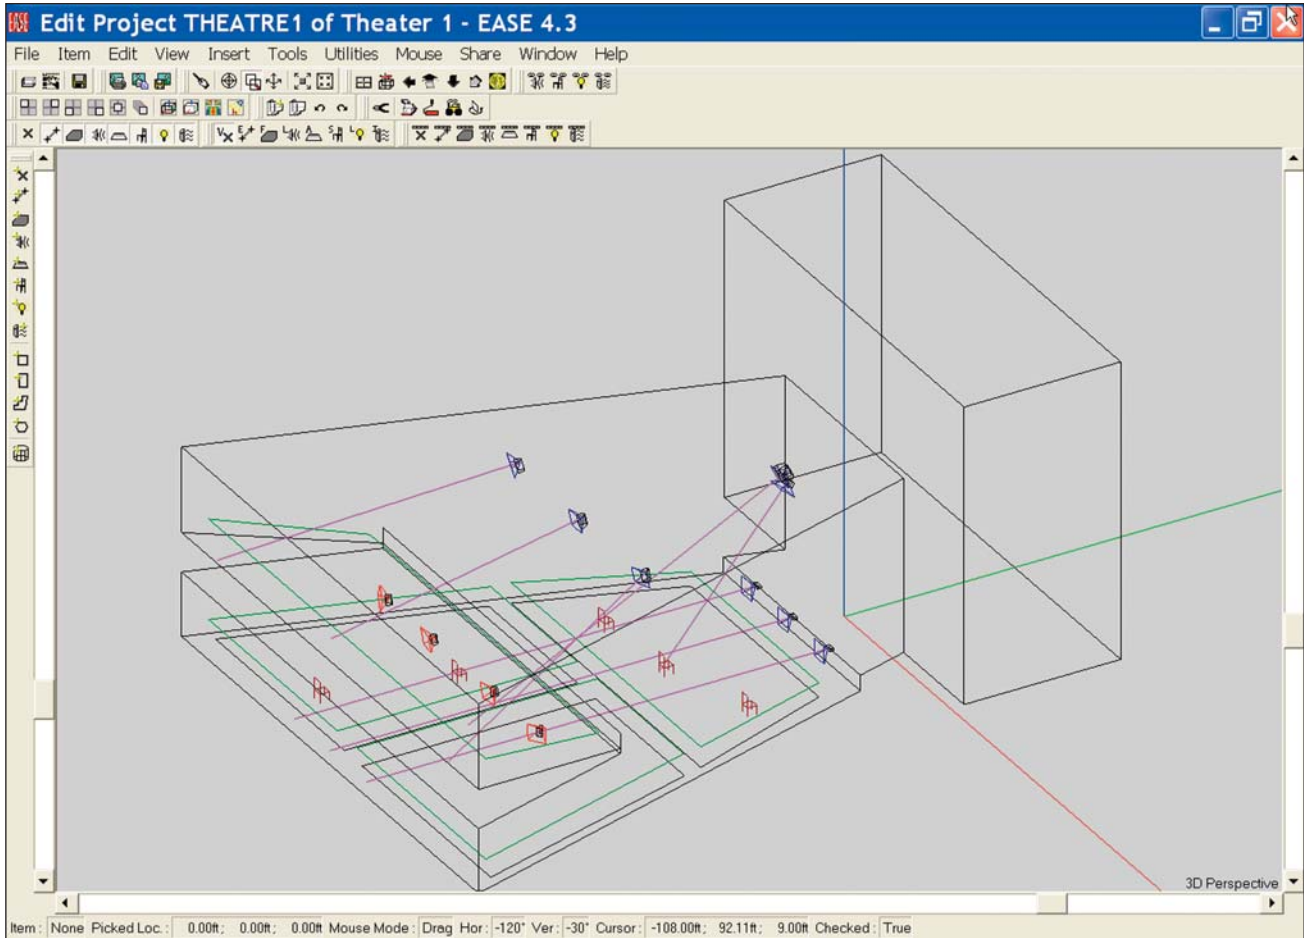 EASE Edit Project THEATRE1 of Theater 1 - EASE 4.3
File Item Edit View Insert Tools Utilities Mouse Share Window Help
3D Perspective
Item : None Picked Loc. : 0.00ft ; 0.00ft ; 0.00ft Mouse Mode : Drag Hor : -120° Ver : -30° Cursor : -108.00ft ; 92.11ft ; 9.00ft Checked : True